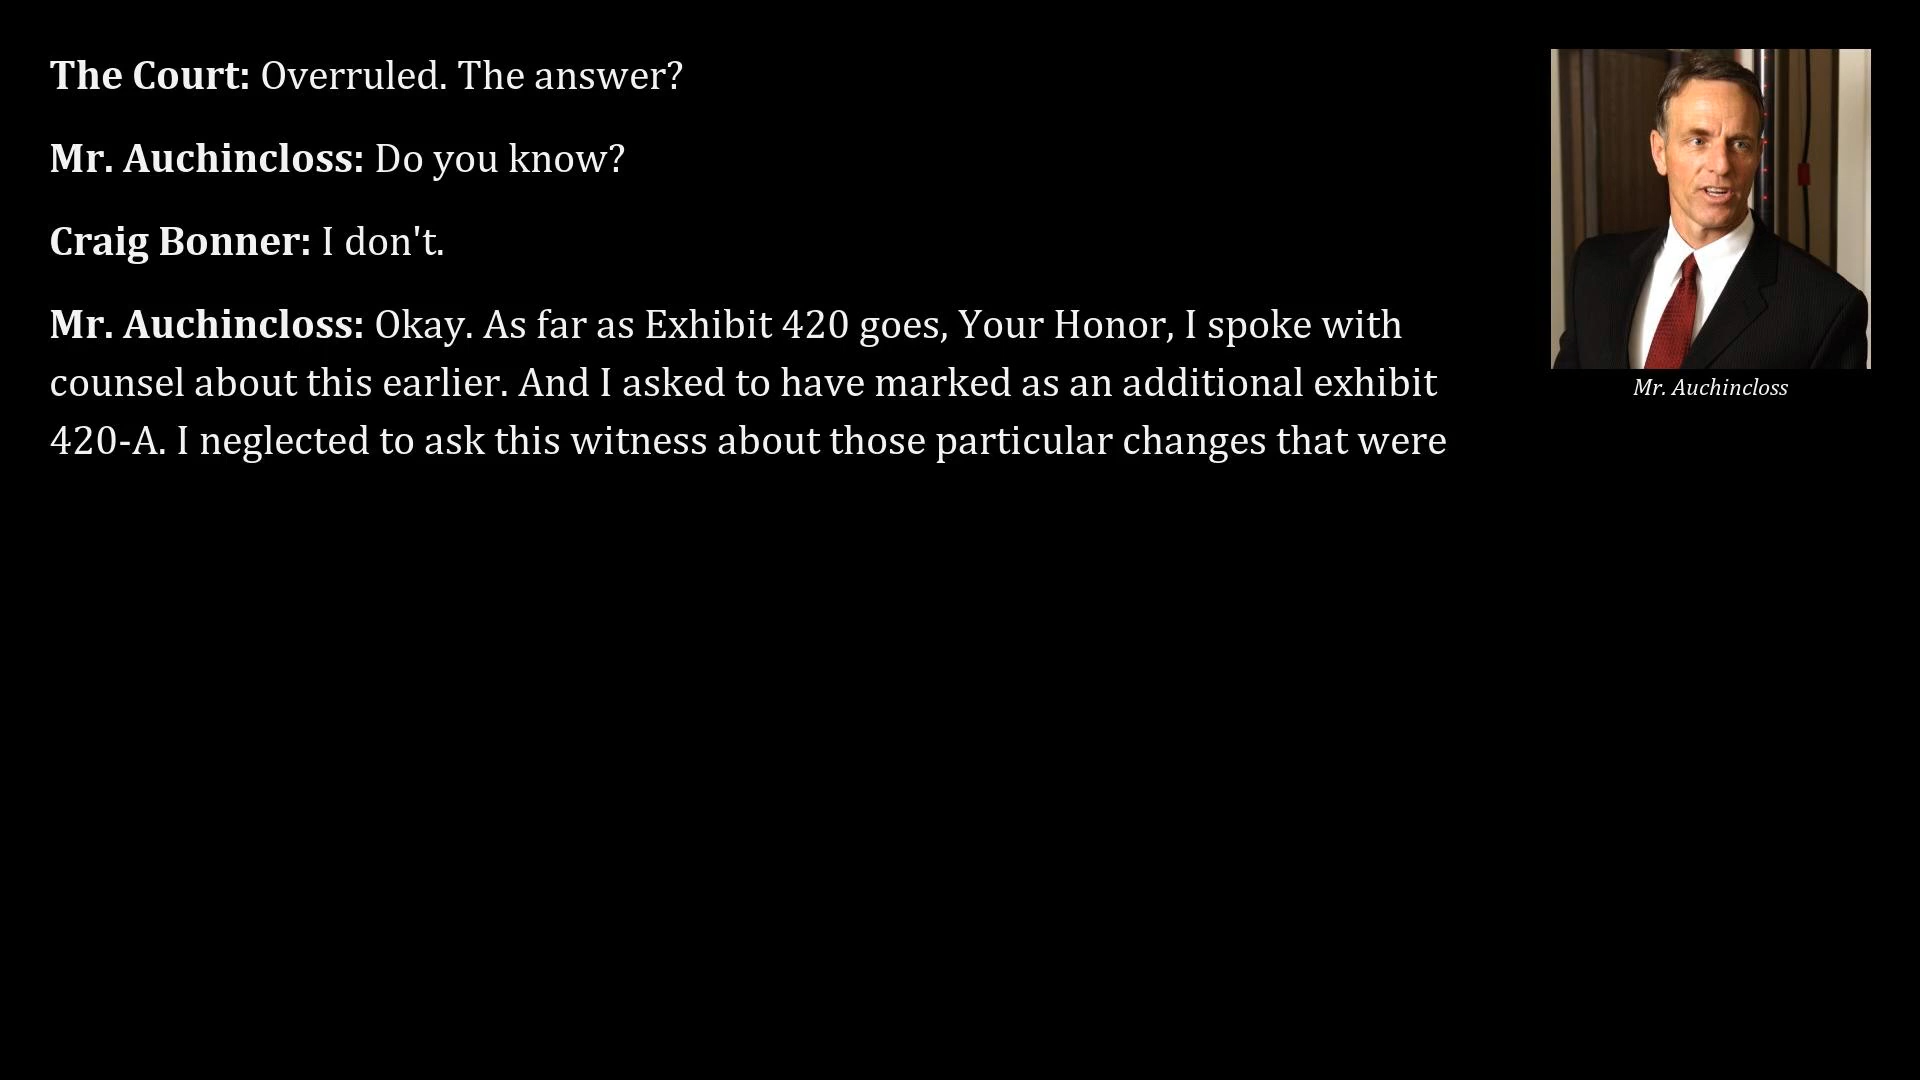 The Court: Overruled. The answer?
Mr. Auchincloss: Do you know?
Craig Bonner: I don't.
Mr. Auchincloss: Okay. As far as Exhibit 420 goes, Your Honor, I spoke with
counsel about this earlier. And I asked to have marked as an additional exhibit
420-A. I neglected to ask this witness about those particular changes that were
Mr. Auchincloss